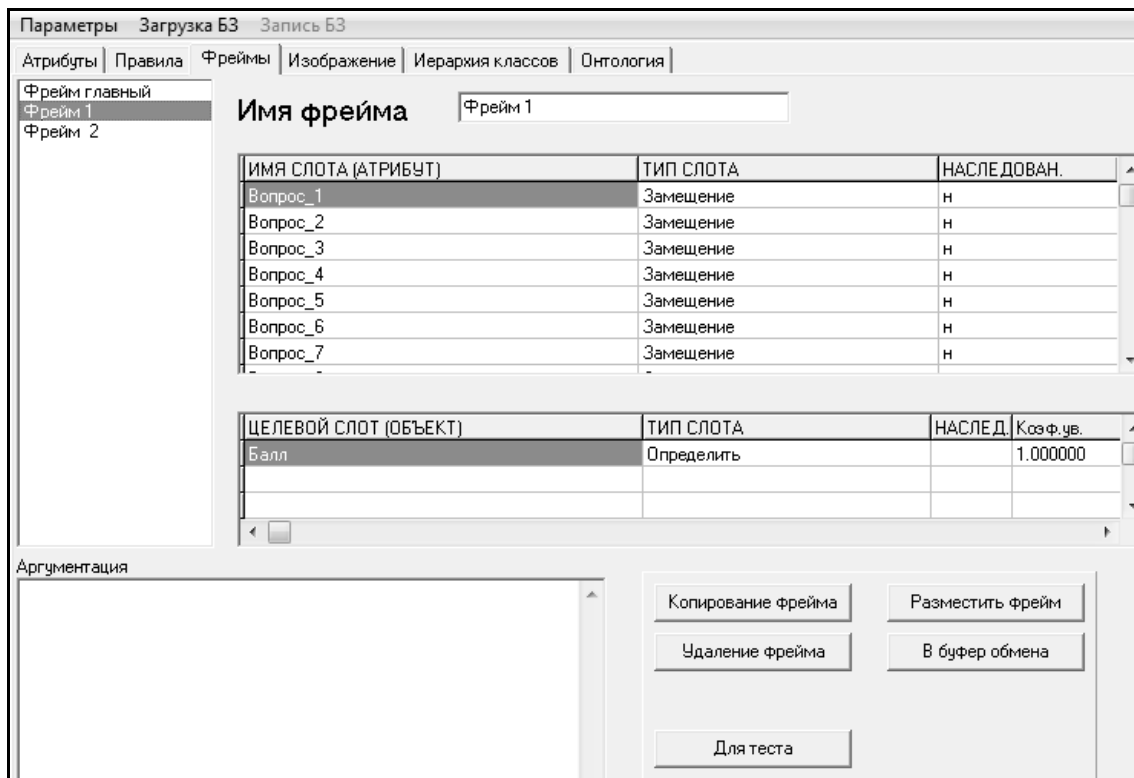 Параметры Загрузка БЗ Запись БЗ
Атрибуты Правила Фреймы Изображение Иерархия классов Онтология
Фрейм главный
Фрейм 1
Фрейм 2
Имя фрейма Фрейм 1
ИМЯ СЛОТА (АТРИБУТ) ТИП СЛОТА НАСЛЕДОВАН.
Вопрос_1 Замещение н
Вопрос_2 Замещение н
Вопрос_3 Замещение н
Вопрос_4 Замещение н
Вопрос_5 Замещение н
Вопрос_6 Замещение н
Вопрос_7 Замещение н
ЦЕЛЕВОЙ СЛОТ (ОБЪЕКТ) ТИП СЛОТА НАСЛЕД. Коэф.ув.
Балл Определить 1.000000
Аргументация
Копирование фрейма Разместить фрейм
Удаление фрейма В буфер обмена
Для теста